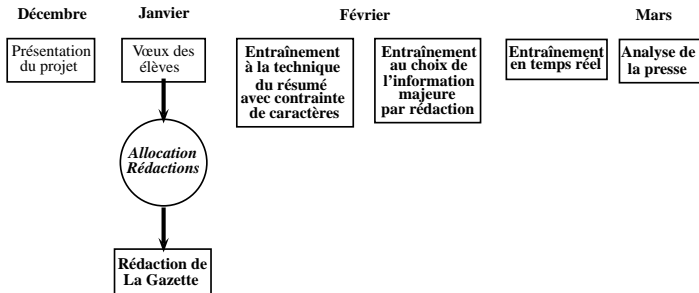 Décembre
Janvier
Février
Mars
Présentation
du projet
Vœux des
élèves
Entraînement
à la technique
du résumé
avec contrainte
de caractères
Entraînement
au choix de
l'information
majeure
par rédaction
Entraînement
en temps réel
Analyse de
la presse
Allocation
Rédactions
Rédaction de
La Gazette